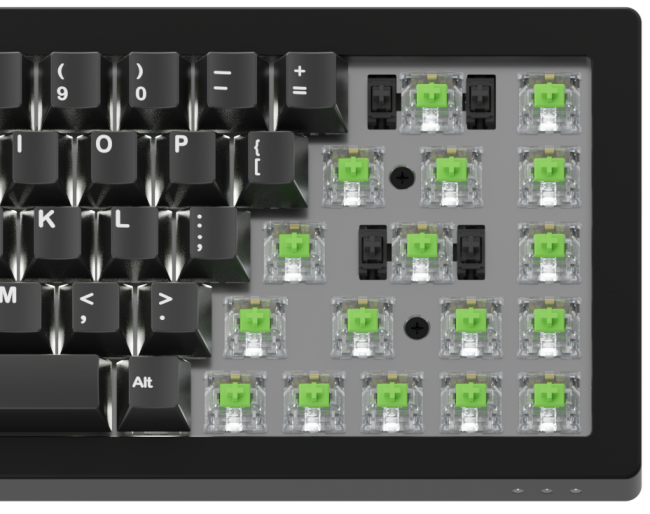 ( ) — +
9 0 - =
I O P {
[
K L :
;
M < >
, .
Alt